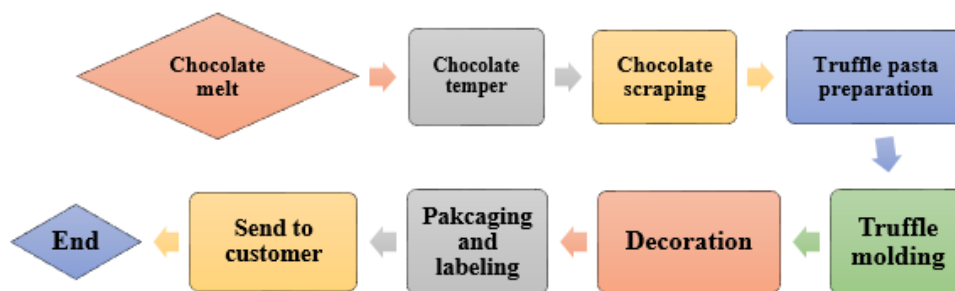 Chocolate
melt
Chocolate
temper
Chocolate
scraping
Truffle pasta
preparation
Truffle
molding
Decoration
Pakcaging
and
labeling
Send to
customer
End